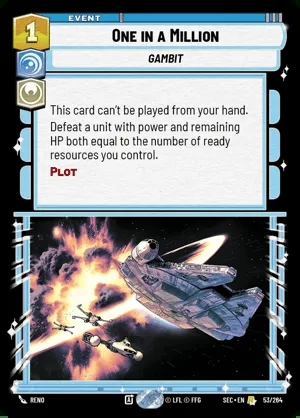 EVENT
1
ONE IN A MILLION
GAMBIT
This card can't be played from your hand.
Defeat a unit with power and remaining
HP both equal to the number of ready
resources you control.
PLOT
RENO
© LFL © FFG
SEC • EN
53/264